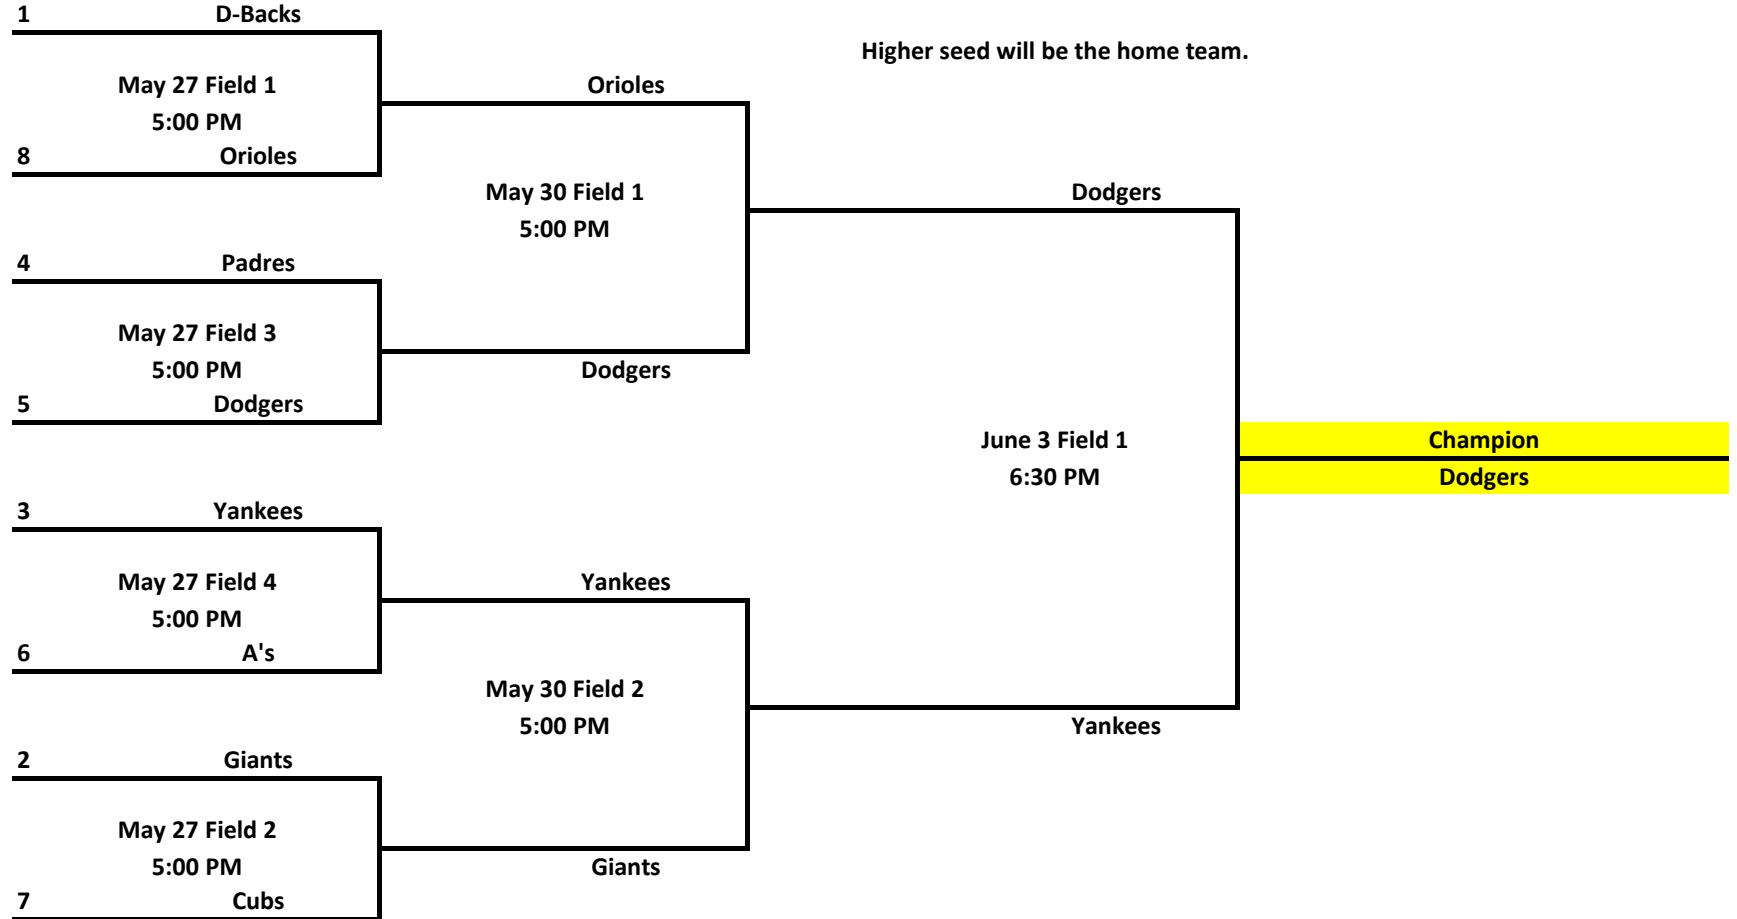 1 D-Backs
Higher seed will be the home team.
May 27 Field 1
Orioles
5:00 PM
8 Orioles
May 30 Field 1
Dodgers
5:00 PM
4 Padres
May 27 Field 3
5:00 PM
Dodgers
5 Dodgers
June 3 Field 1
Champion
6:30 PM
Dodgers
3 Yankees
May 27 Field 4
Yankees
5:00 PM
6 A's
May 30 Field 2
5:00 PM
Yankees
2 Giants
May 27 Field 2
5:00 PM
Giants
7 Cubs